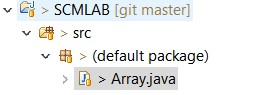 > SCMLAB [git master]
> src
> (default package)
> Array.java